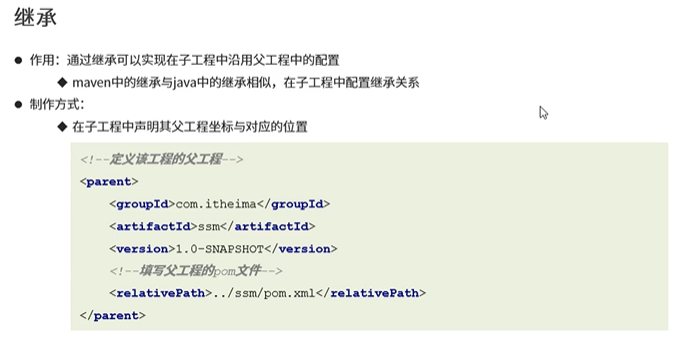 继承
● 作用：通过继承可以实现在子工程中沿用父工程中的配置
◆ maven中的继承与java中的继承相似，在子工程中配置继承关系
● 制作方式：
◆ 在子工程中声明其父工程坐标与对应的位置
<!--定义该工程的父工程-->
<parent>
<groupId>com.itheima</groupId>
<artifactId>ssm</artifactId>
<version>1.0-SNAPSHOT</version>
<!--填写父工程的pom文件-->
<relativePath>../ssm/pom.xml</relativePath>
</parent>